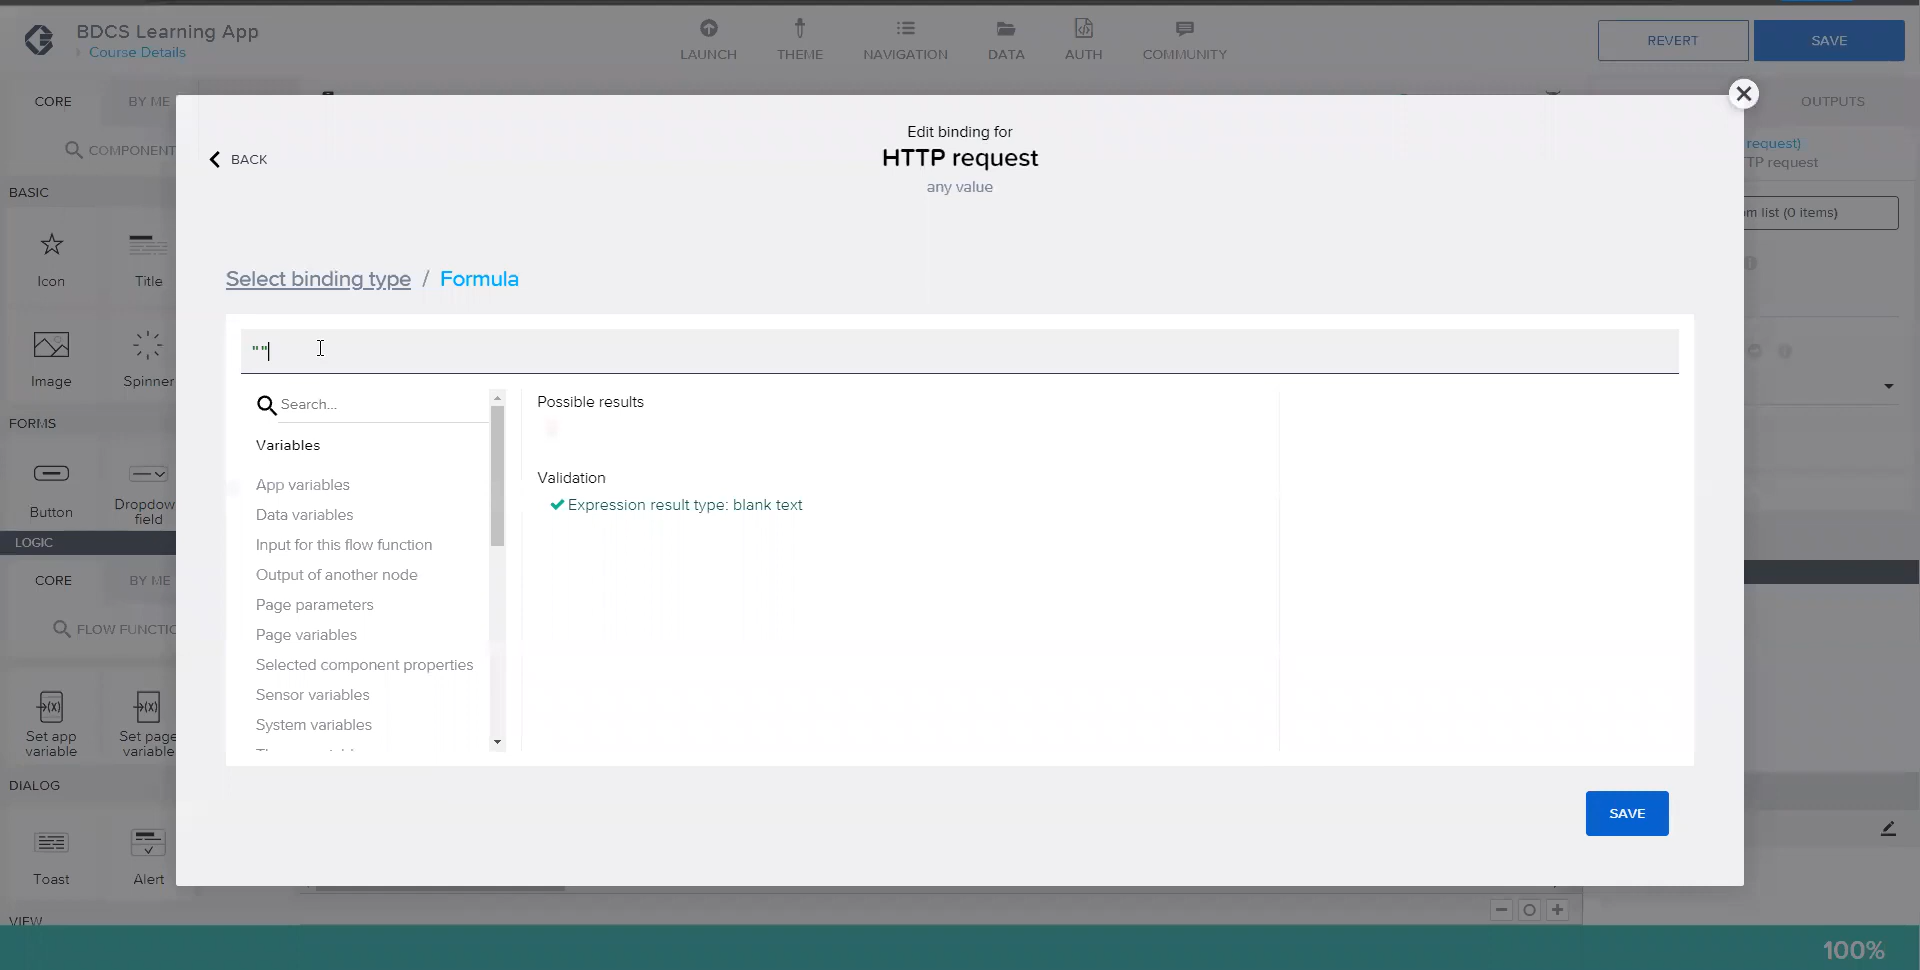 BDCS Learning App
Course Details
LAUNCH
THEME
NAVIGATION
DATA
AUTH
COMMUNITY
REVERT
SAVE
CORE
BY ME
OUTPUTS
COMPONENT
BASIC
Icon
Title
Image
Spinner
FORMS
Button
Dropdow
field
LOGIC
CORE
BY ME
FLOW FUNCTIO
Set app
variable
Set page
variable
DIALOG
Toast
Alert
VIEW
BACK
Edit binding for
HTTP request
any value
Select binding type / Formula
""
Search...
Variables
App variables
Data variables
Input for this flow function
Output of another node
Page parameters
Page variables
Selected component properties
Sensor variables
System variables
Possible results
Validation
Expression result type: blank text
SAVE
request)
TP request
om list (0 items)
100%